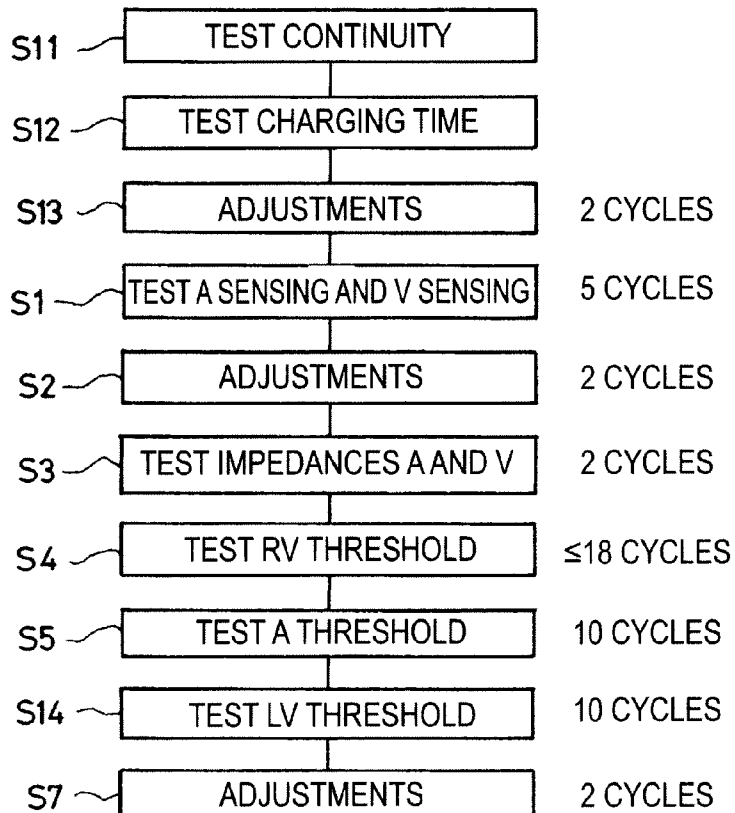 S11 TEST CONTINUITY
S12 TEST CHARGING TIME
S13 ADJUSTMENTS 2 CYCLES
S1 TEST A SENSING AND V SENSING 5 CYCLES
S2 ADJUSTMENTS 2 CYCLES
S3 TEST IMPEDANCES A AND V 2 CYCLES
S4 TEST RV THRESHOLD ≤18 CYCLES
S5 TEST A THRESHOLD 10 CYCLES
S14 TEST LV THRESHOLD 10 CYCLES
S7 ADJUSTMENTS 2 CYCLES